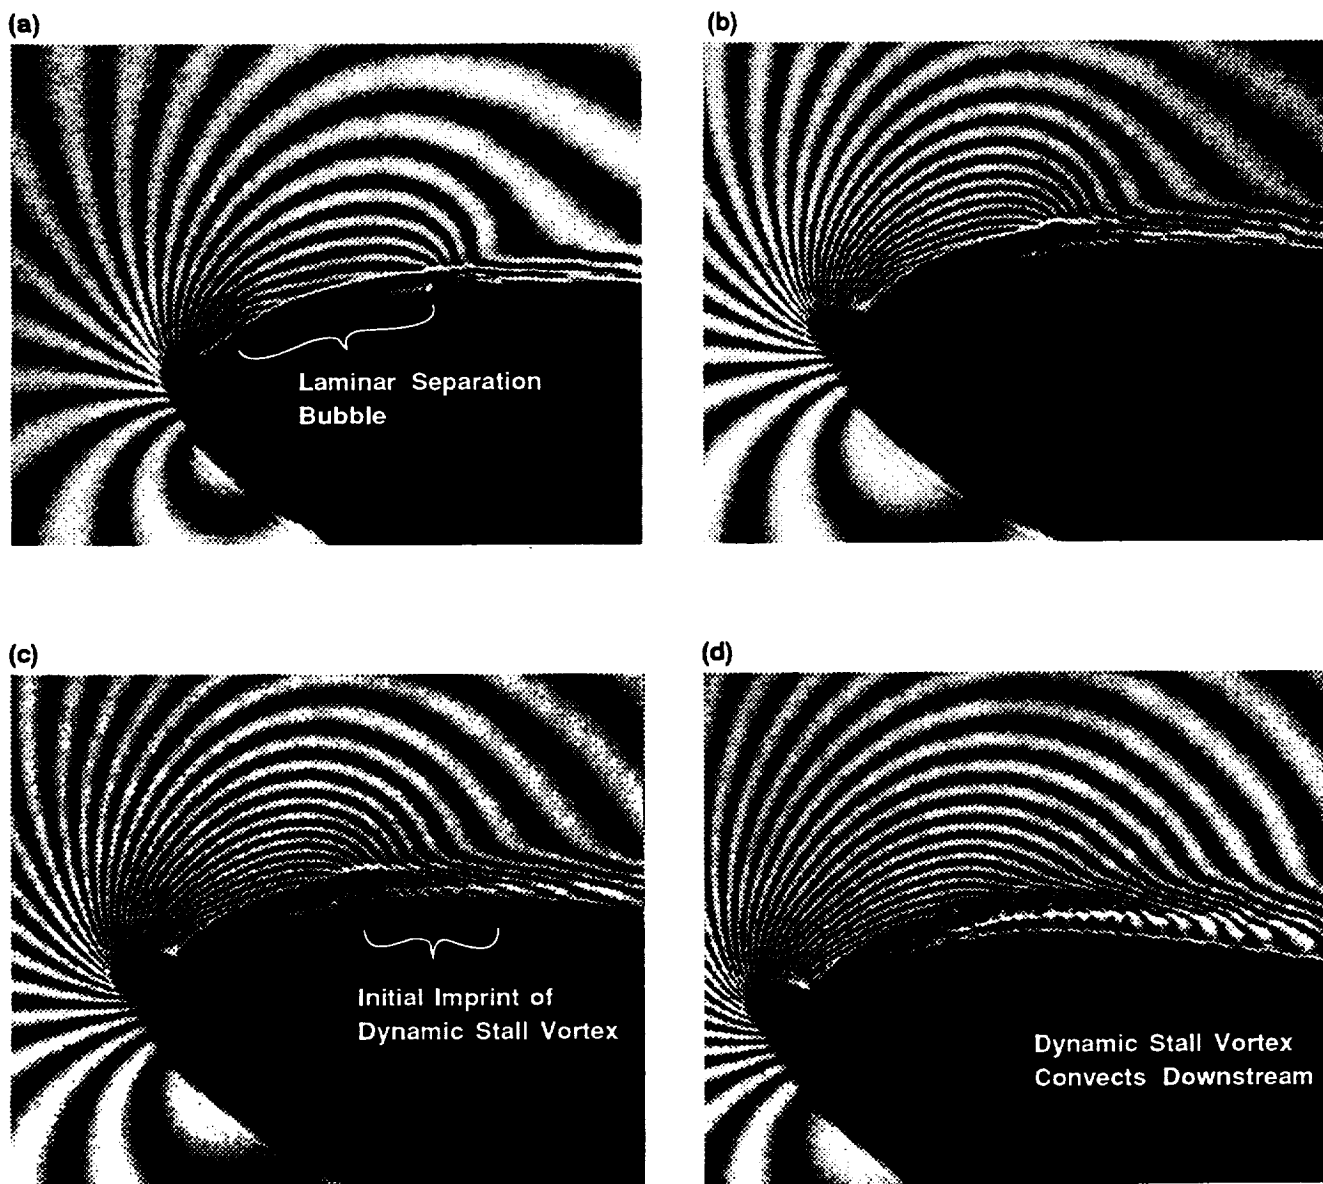 (a)
(b)
Laminar Separation
Bubble
(c)
(d)
Initial Imprint of
Dynamic Stall Vortex
Dynamic Stall Vortex
Convects Downstream